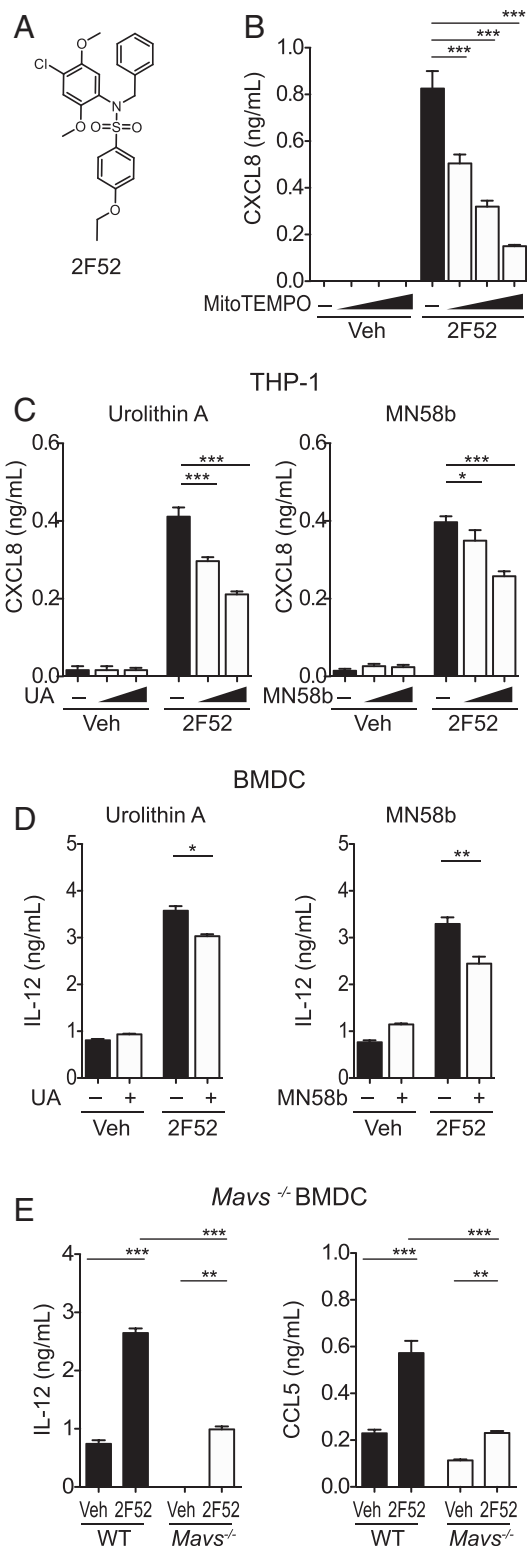 A
O
Cl
N
O
O=S=O
O
2F52
B
***
***
***
CXCL8 (ng/mL)
1.0
0.8
0.6
0.4
0.2
0.0
MitoTEMPO –
–
Veh
2F52
THP-1
C
Urolithin A
MN58b
CXCL8 (ng/mL)
0.6
0.4
0.2
0.0
***
***
UA –
–
Veh
2F52
CXCL8 (ng/mL)
0.6
0.4
0.2
0.0
***
*
MN58b –
–
Veh
2F52
BMDC
D
Urolithin A
MN58b
IL-12 (ng/mL)
5
4
3
2
1
0
*
UA – + – +
Veh
2F52
IL-12 (ng/mL)
5
4
3
2
1
0
**
MN58b – + – +
Veh
2F52
Mavs -/- BMDC
E
IL-12 (ng/mL)
4
3
2
1
0
***
***
**
Veh 2F52 Veh 2F52
WT Mavs-/-
CCL5 (ng/mL)
1.0
0.8
0.6
0.4
0.2
0.0
***
***
**
Veh 2F52 Veh 2F52
WT Mavs-/-